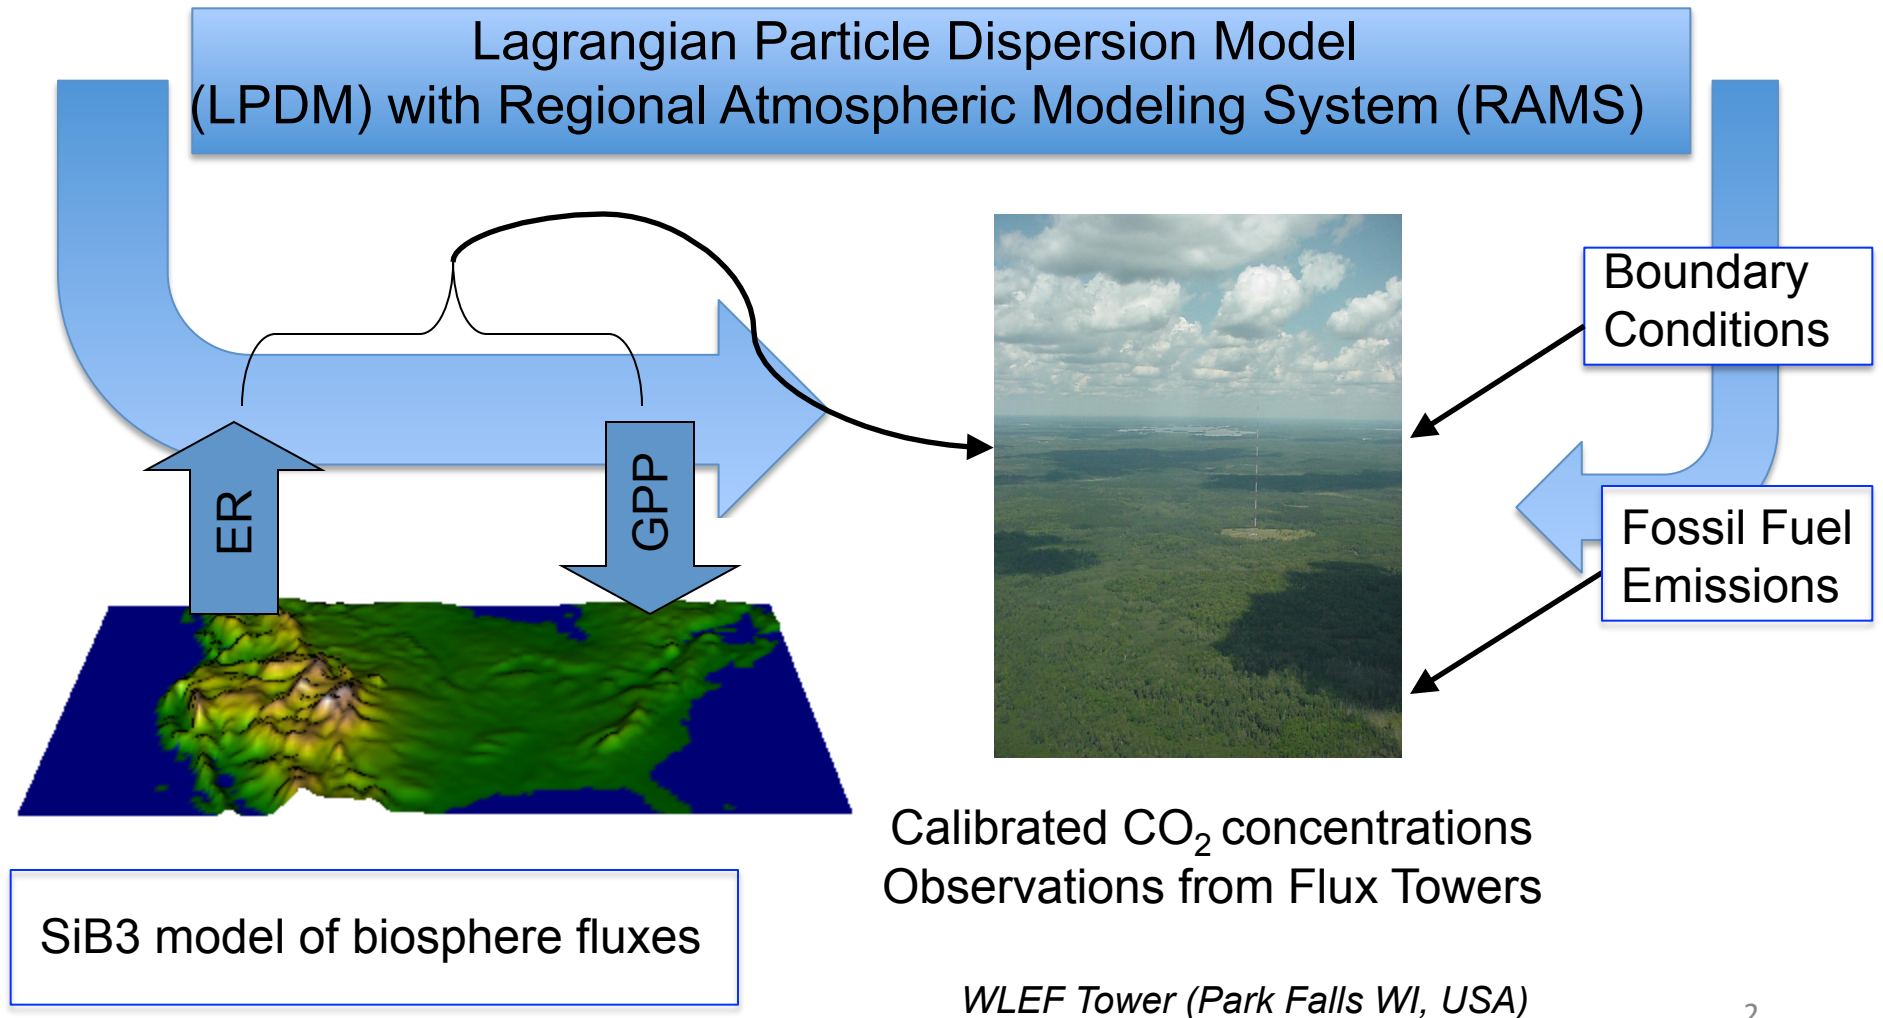 Lagrangian Particle Dispersion Model
(LPDM) with Regional Atmospheric Modeling System (RAMS)
Boundary
Conditions
ER
GPP
Fossil Fuel
Emissions
Calibrated CO₂ concentrations
Observations from Flux Towers
SiB3 model of biosphere fluxes
WLEF Tower (Park Falls WI, USA)
2